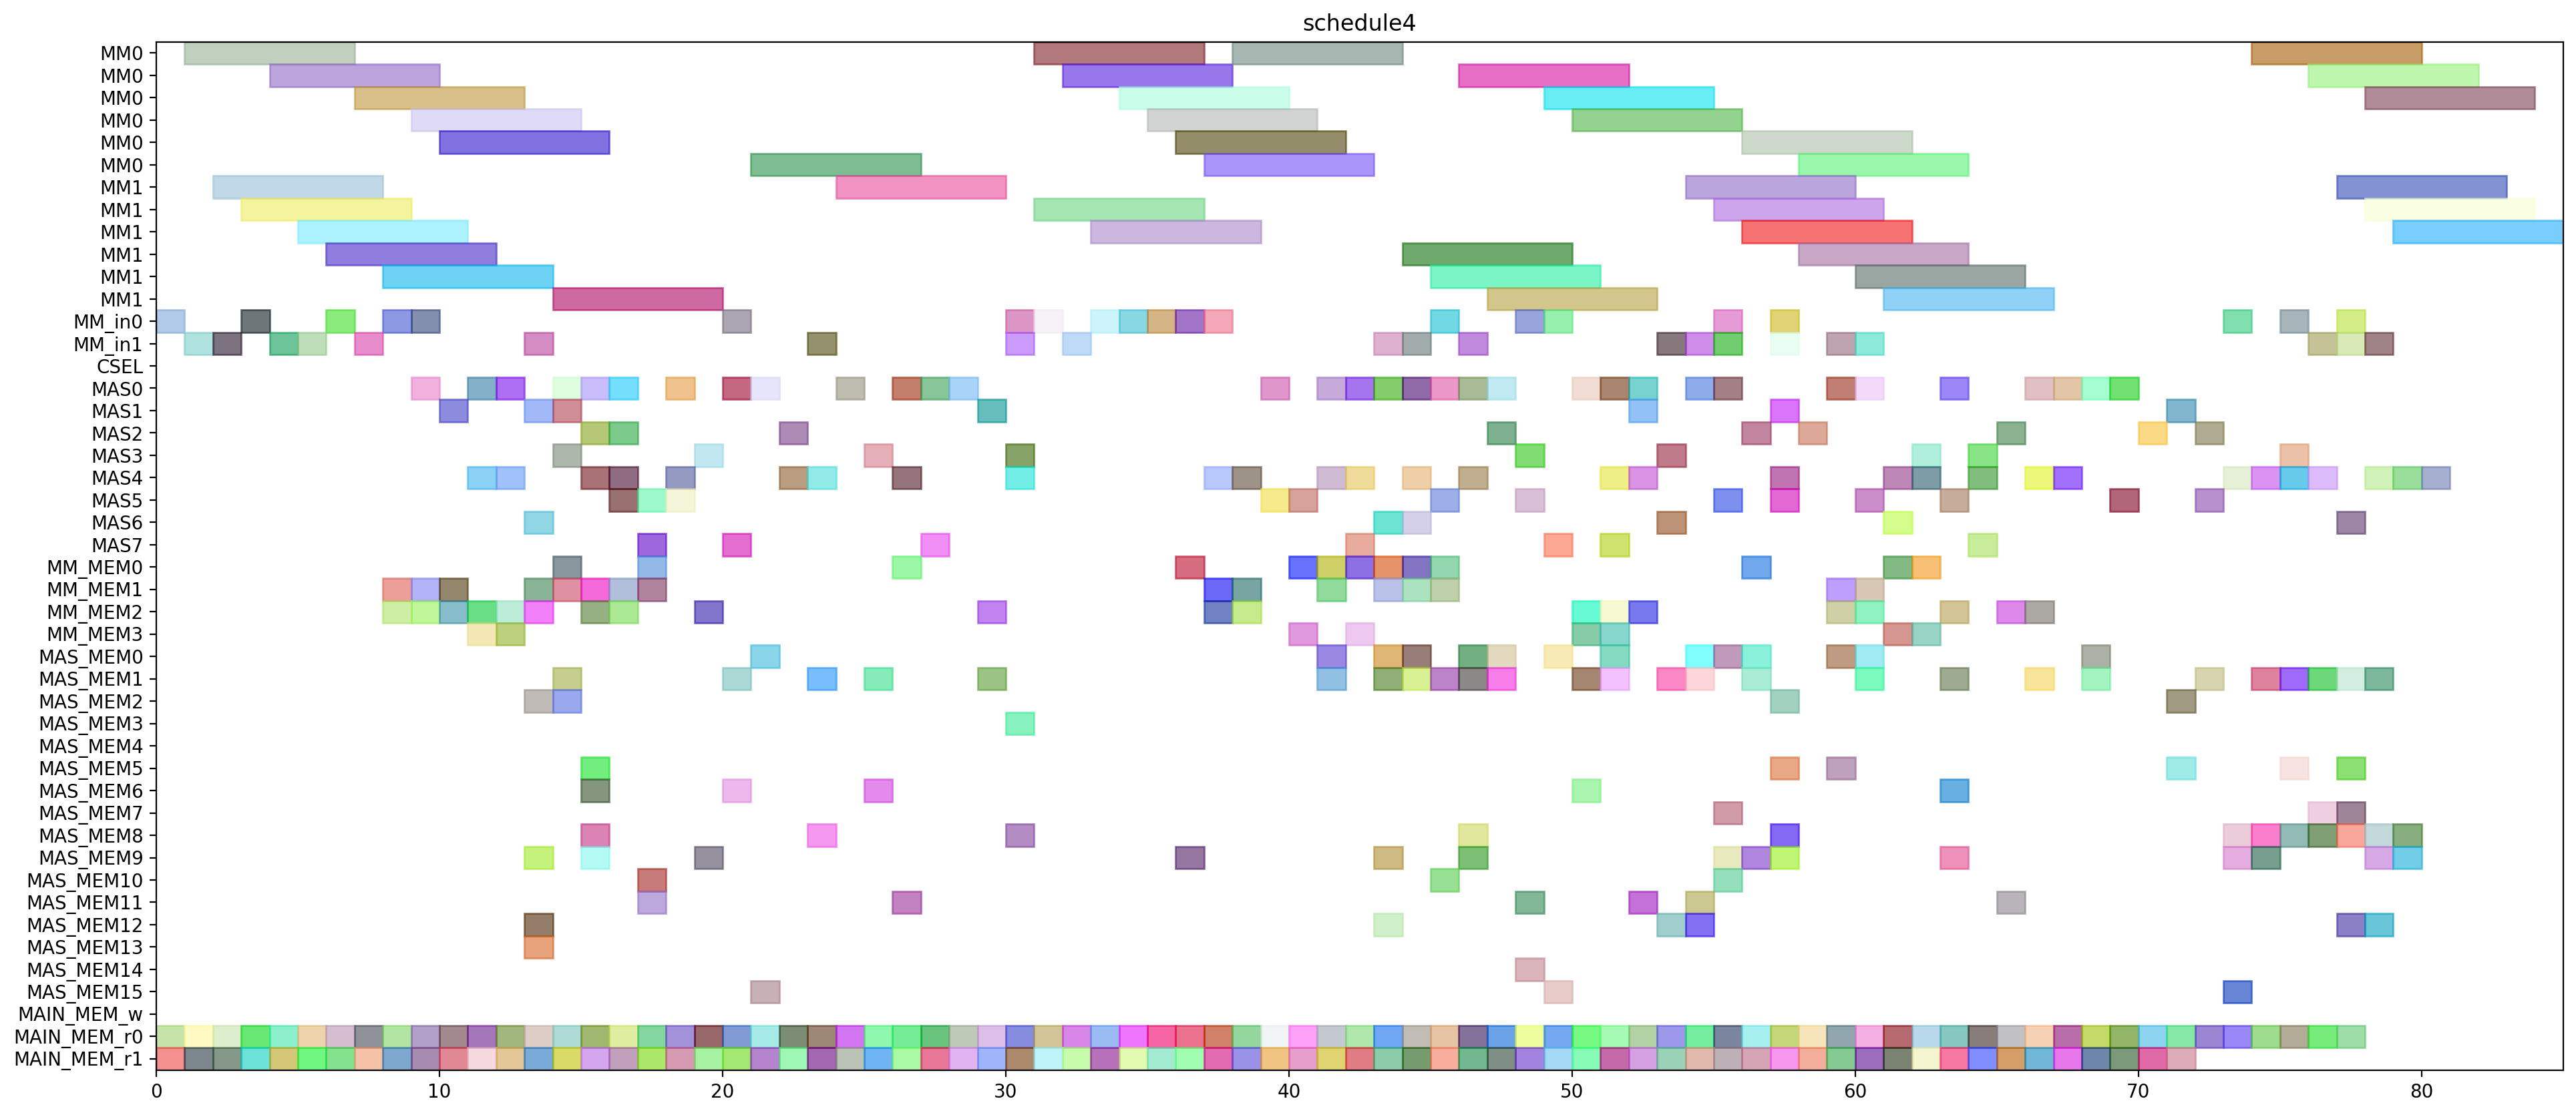 schedule4
MM0
MM0
MM0
MM0
MM0
MM0
MM1
MM1
MM1
MM1
MM1
MM1
MM_in0
MM_in1
CSEL
MAS0
MAS1
MAS2
MAS3
MAS4
MAS5
MAS6
MAS7
MM_MEM0
MM_MEM1
MM_MEM2
MM_MEM3
MAS_MEM0
MAS_MEM1
MAS_MEM2
MAS_MEM3
MAS_MEM4
MAS_MEM5
MAS_MEM6
MAS_MEM7
MAS_MEM8
MAS_MEM9
MAS_MEM10
MAS_MEM11
MAS_MEM12
MAS_MEM13
MAS_MEM14
MAS_MEM15
MAIN_MEM_w
MAIN_MEM_r0
MAIN_MEM_r1
0 10 20 30 40 50 60 70 80